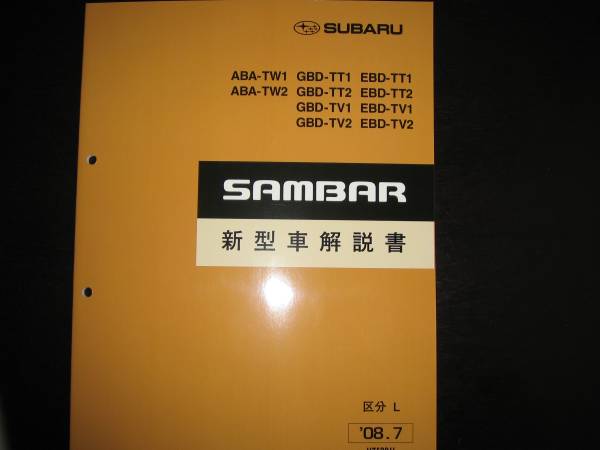 SUBARU
ABA-TW1 GBD-TT1 EBD-TT1
ABA-TW2 GBD-TT2 EBD-TT2
GBD-TV1 EBD-TV1
GBD-TV2 EBD-TV2
SAMBAR
新型車解説書
区分 L
'08.7